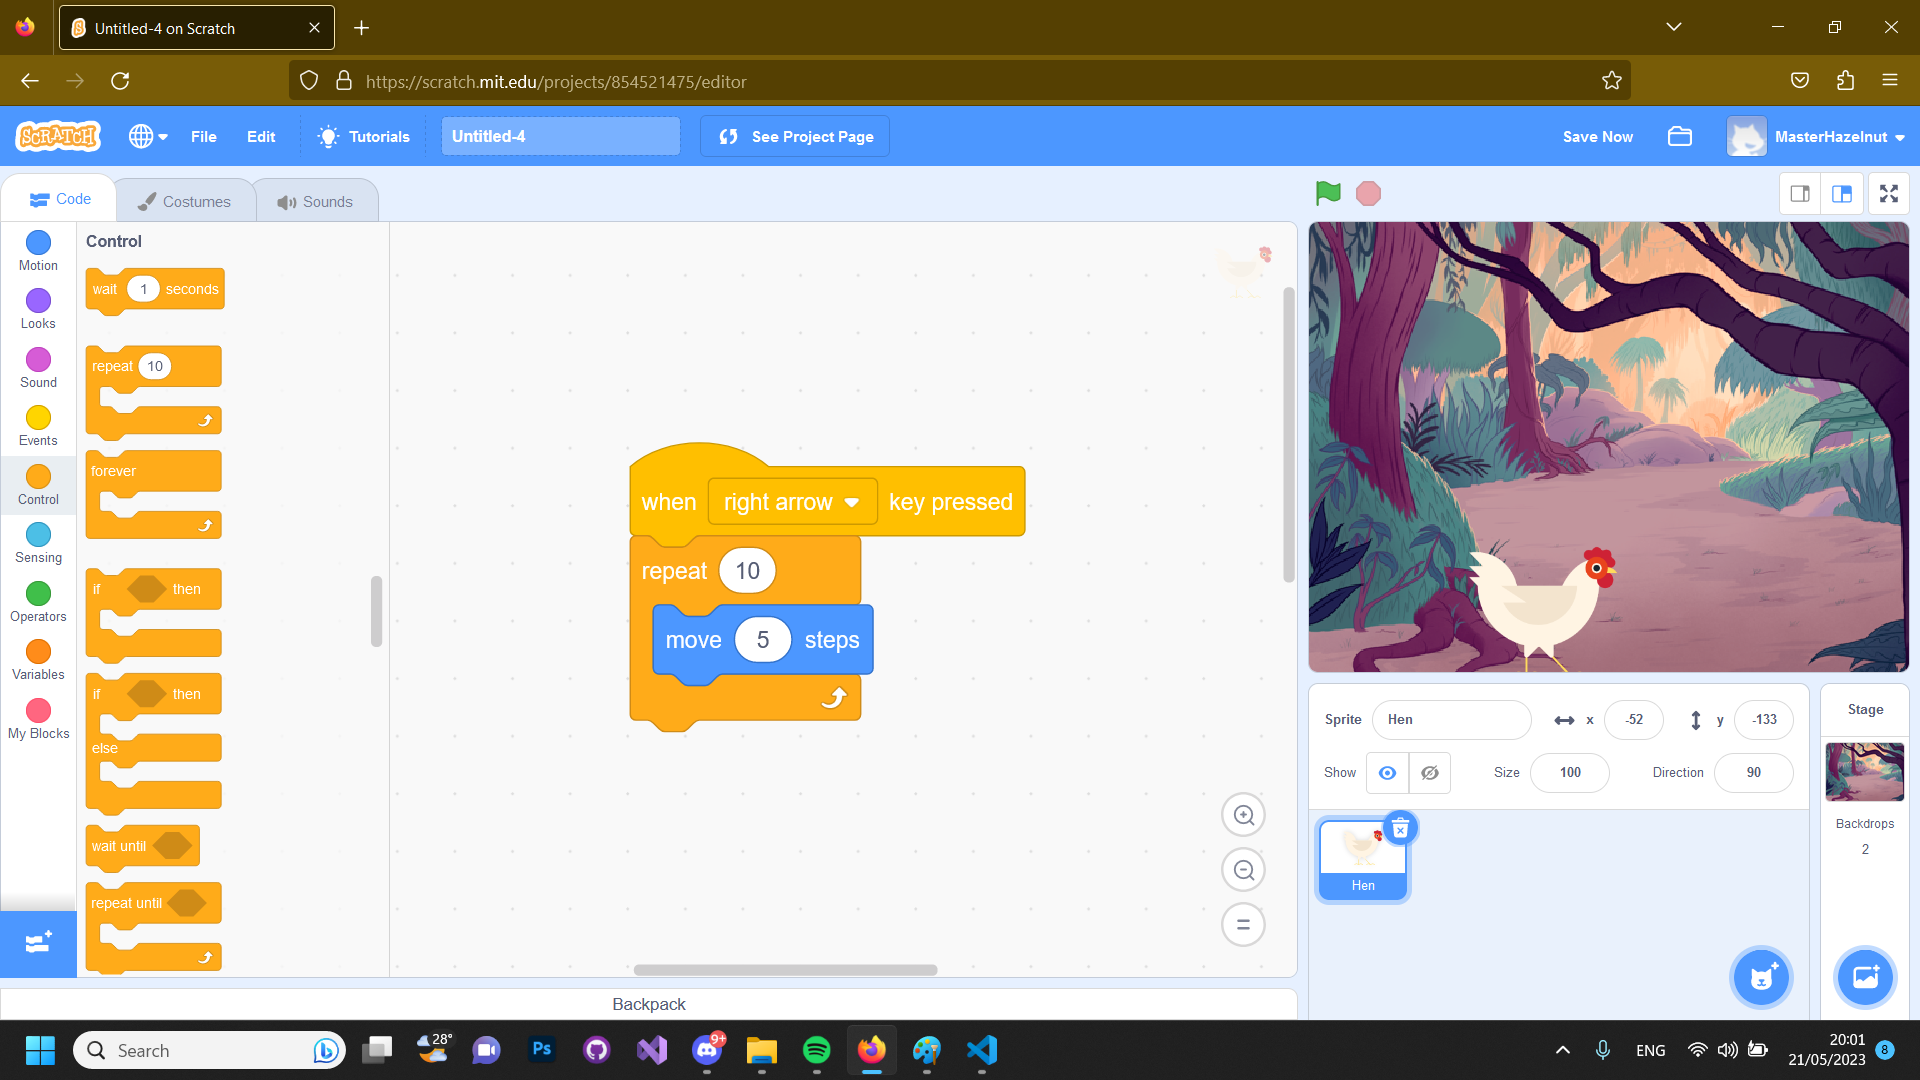 Untitled-4 on Scratch
https://scratch.mit.edu/projects/854521475/editor
SCRATCH
File
Edit
Tutorials
Untitled-4
See Project Page
Save Now
MasterHazelnut
Code
Costumes
Sounds
Motion
Looks
Sound
Events
Control
Sensing
Operators
Variables
My Blocks
Control
wait 1 seconds
repeat 10
forever
if then
if then
else
wait until
repeat until
when right arrow key pressed
repeat 10
move 5 steps
Sprite Hen x -52 y -133
Show Size 100 Direction 90
Hen
Stage
Backdrops
2
Backpack
Search
28°
Ps
9+
ENG
20:01
21/05/2023
8